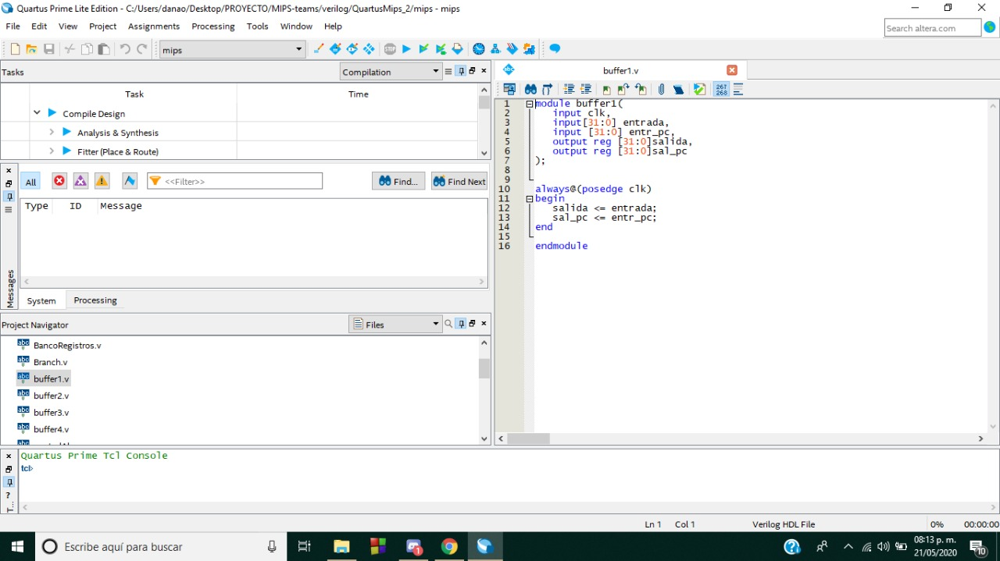 Quartus Prime Lite Edition - C:/Users/danao/Desktop/PROYECTO/MIPS-teams/verilog/QuartusMips_2/mips - mips
File Edit View Project Assignments Processing Tools Window Help
Search altera.com
mips
Tasks
Compilation
Task Time
Compile Design
Analysis & Synthesis
Fitter (Place & Route)
All
<<Filter>>
Find...
Find Next
Type ID Message
Messages
System Processing
Project Navigator
Files
BancoRegistros.v
Branch.v
buffer1.v
buffer2.v
buffer3.v
buffer4.v
buffer1.v
267
268
1 module buffer1(
2 input clk,
3 input[31:0] entrada,
4 input [31:0] entr_pc,
5 output reg [31:0]salida,
6 output reg [31:0]sal_pc
7 );
8
9
10 always@(posedge clk)
11 begin
12 salida <= entrada;
13 sal_pc <= entr_pc;
14 end
15
16 endmodule
Quartus Prime Tcl Console
tcl>
Ln 1 Col 1 Verilog HDL File 0% 00:00:00
Escribe aquí para buscar
1
08:13 p. m.
21/05/2020
10